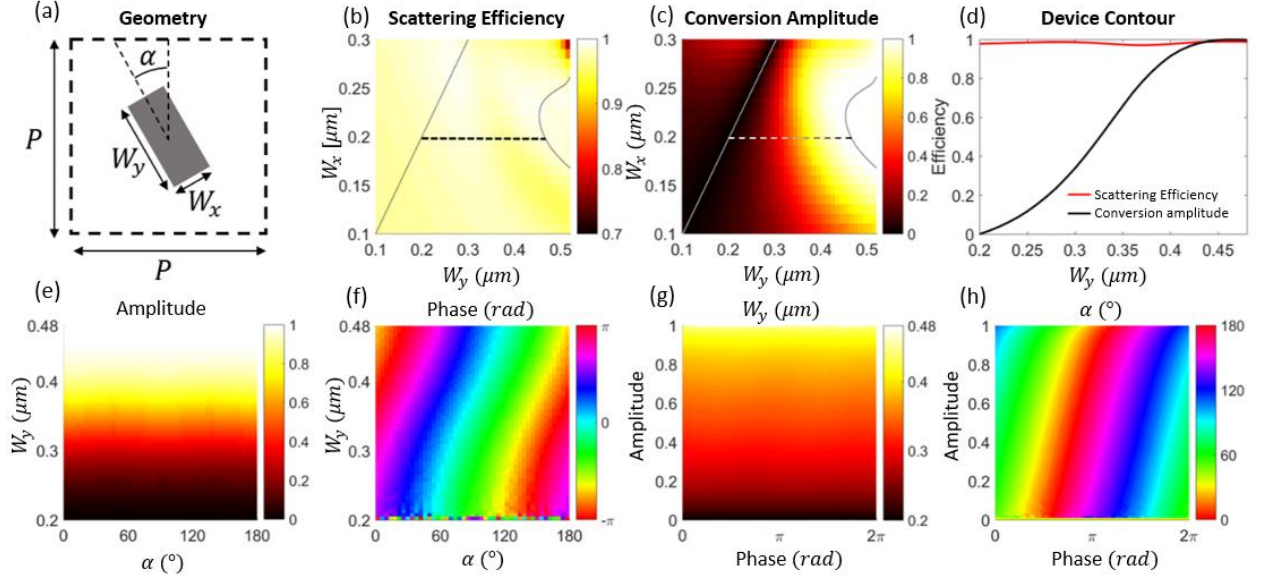 (a) Geometry
P
α
W_y
W_x
P
(b) Scattering Efficiency
W_x [μm]
0.3
0.25
0.2
0.15
0.1
0.1 0.2 0.3 0.4 0.5
W_y (μm)
1
0.9
0.8
0.7
(c) Conversion Amplitude
W_x (μm)
0.3
0.25
0.2
0.15
0.1
0.1 0.2 0.3 0.4 0.5
W_y (μm)
1
0.8
0.6
0.4
0.2
0
(d) Device Contour
Efficiency
1
0.8
0.6
0.4
0.2
0
Scattering Efficiency
Conversion amplitude
0.2 0.25 0.3 0.35 0.4 0.45
W_y (μm)
(e) Amplitude
W_y (μm)
0.48
0.4
0.3
0.2
0 60 120 180
α (°)
1
0.8
0.6
0.4
0.2
0
(f) Phase (rad)
W_y (μm)
0.48
0.4
0.3
0.2
0 60 120 180
α (°)
π
0
-π
(g) W_y (μm)
Amplitude
1
0.8
0.6
0.4
0.2
0
0 π 2π
Phase (rad)
0.48
0.4
0.3
0.2
(h) α (°)
Amplitude
1
0.8
0.6
0.4
0.2
0
0 π 2π
Phase (rad)
180
120
60
0